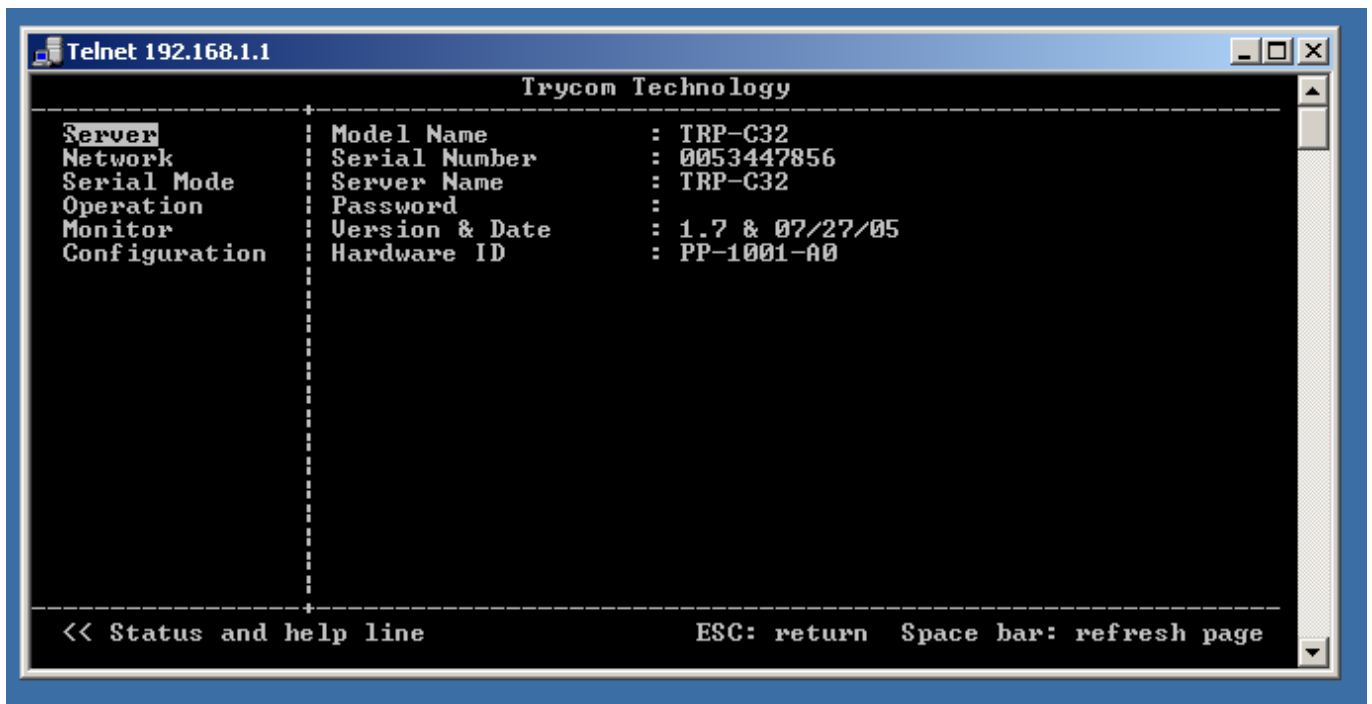 Telnet 192.168.1.1
Trycom Technology
Server Model Name : TRP-C32
Network Serial Number : 0053447856
Serial Mode Server Name : TRP-C32
Operation Password :
Monitor Version & Date : 1.7 & 07/27/05
Configuration Hardware ID : PP-1001-A0
<< Status and help line ESC: return Space bar: refresh page